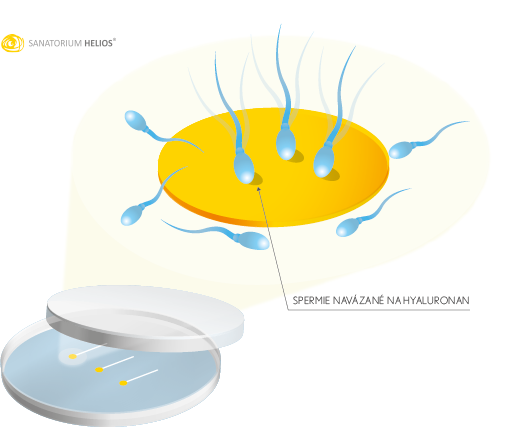 SANATORIUM HELIOS®
SPERMIE NAVÁZANÉ NA HYALURONAN